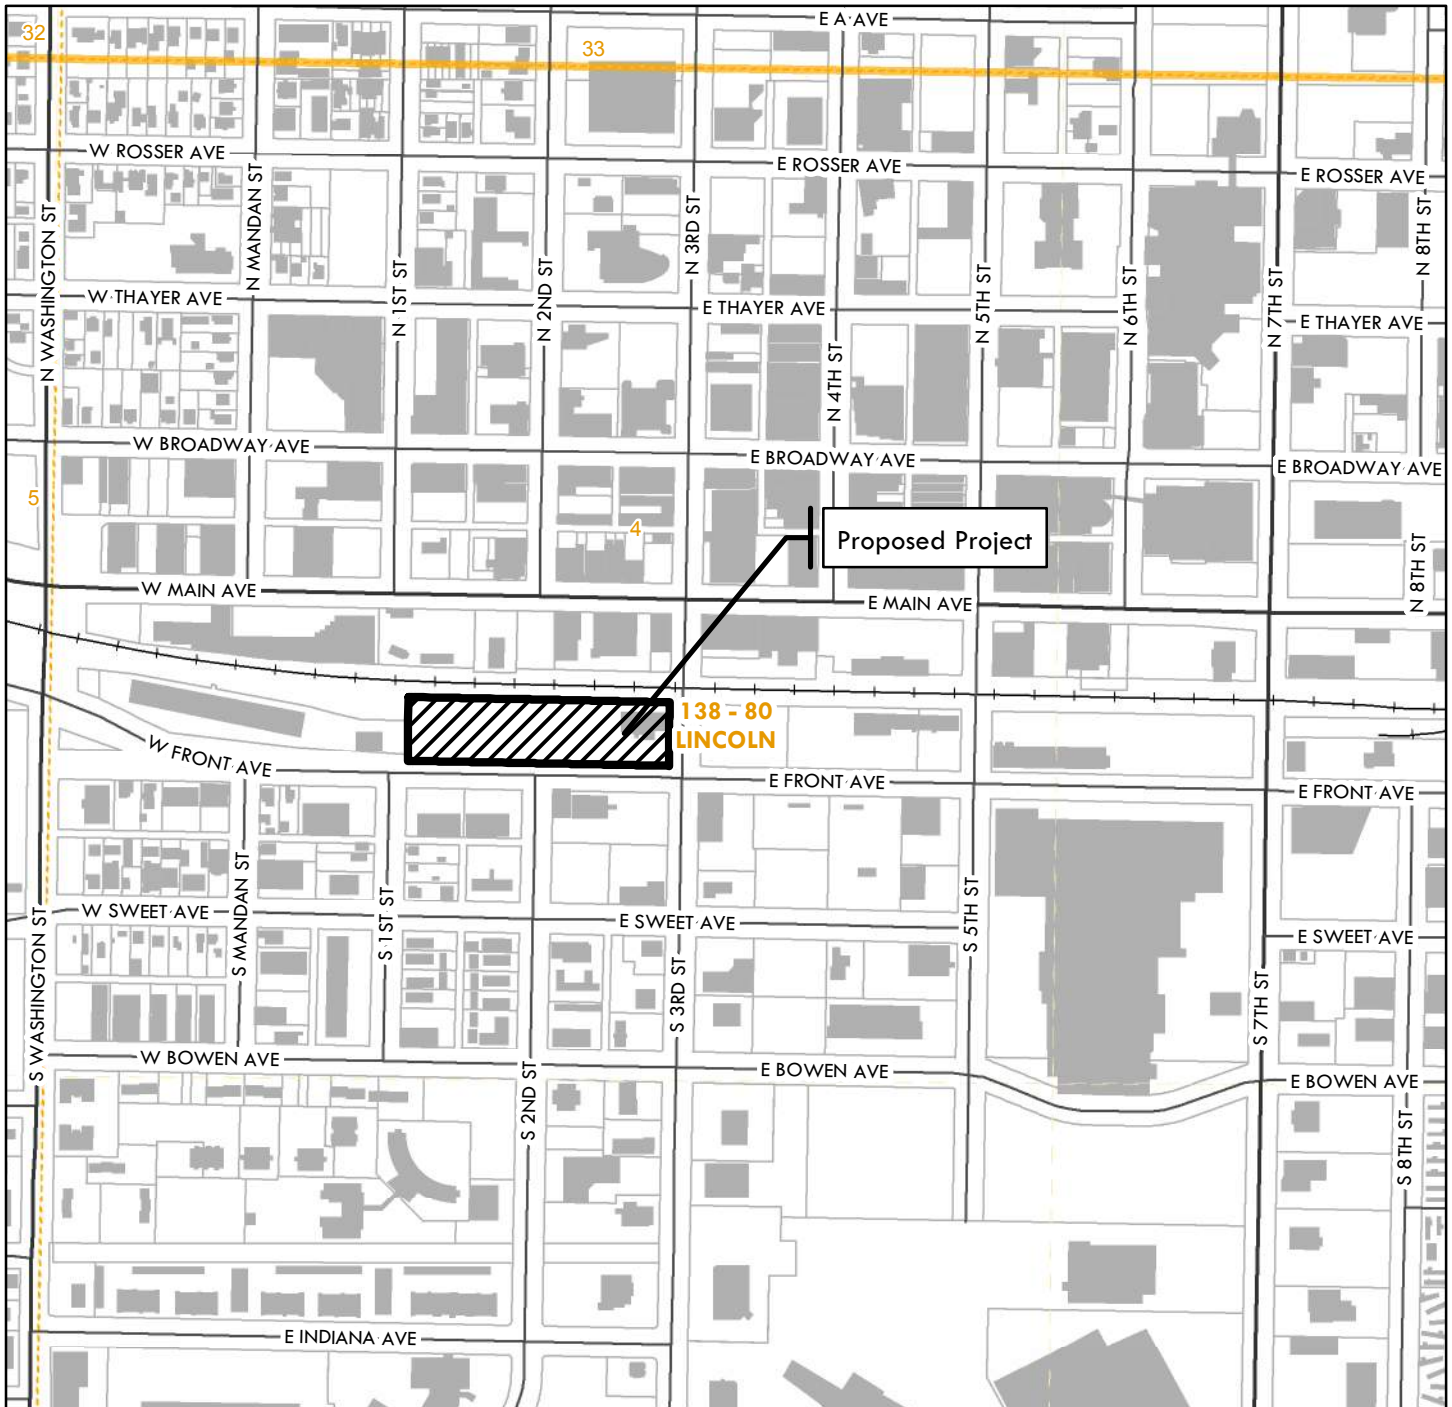 E A AVE
32
33
W ROSSER AVE
E ROSSER AVE
E ROSSER AVE
N WASHINGTON ST
N MANDAN ST
N 1ST ST
N 2ND ST
N 3RD ST
N 4TH ST
N 5TH ST
N 6TH ST
N 7TH ST
N 8TH ST
W THAYER AVE
E THAYER AVE
E THAYER AVE
W BROADWAY AVE
E BROADWAY AVE
E BROADWAY AVE
5
4
Proposed Project
N 8TH ST
W MAIN AVE
E MAIN AVE
138 - 80
LINCOLN
W FRONT AVE
E FRONT AVE
E FRONT AVE
S WASHINGTON ST
S MANDAN ST
S 1ST ST
S 2ND ST
S 3RD ST
S 5TH ST
S 7TH ST
S 8TH ST
W SWEET AVE
E SWEET AVE
E SWEET AVE
W BOWEN AVE
E BOWEN AVE
E BOWEN AVE
E INDIANA AVE